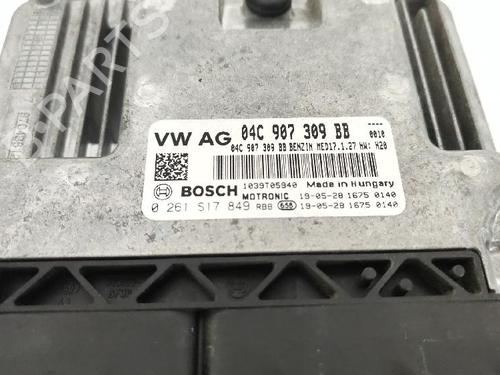 VW AG 04C 907 309 BB ----
04C 907 309 BB BENZIN MED17.1.27 HW: H20 0010
BOSCH 1039T05940 Made in Hungary
MOTRONIC 19-05-28 1675 0140
0 261 S17 849 RBB 658 19-05-28 1675 0140